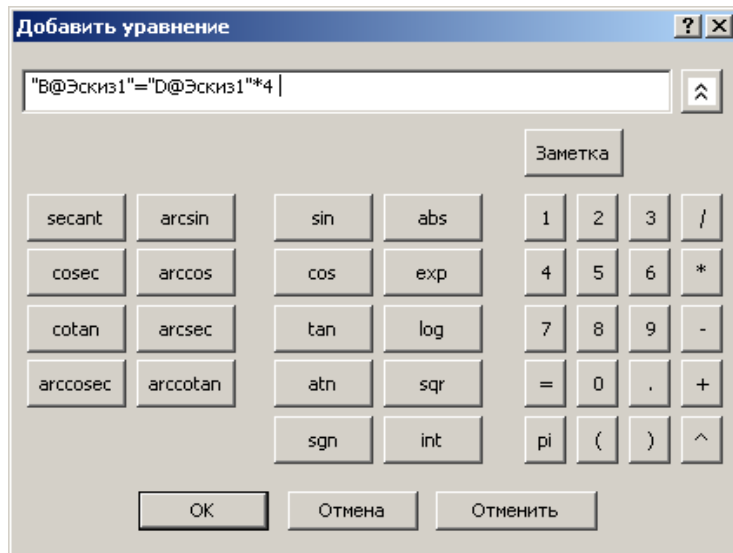 Добавить уравнение
"B@Эскиз1"="D@Эскиз1"*4
Заметка
secant arcsin sin abs 1 2 3 /
cosec arccos cos exp 4 5 6 *
cotan arcsec tan log 7 8 9 -
arccosec arccotan atn sqr = 0 . +
sgn int pi ( ) ^
OK Отмена Отменить